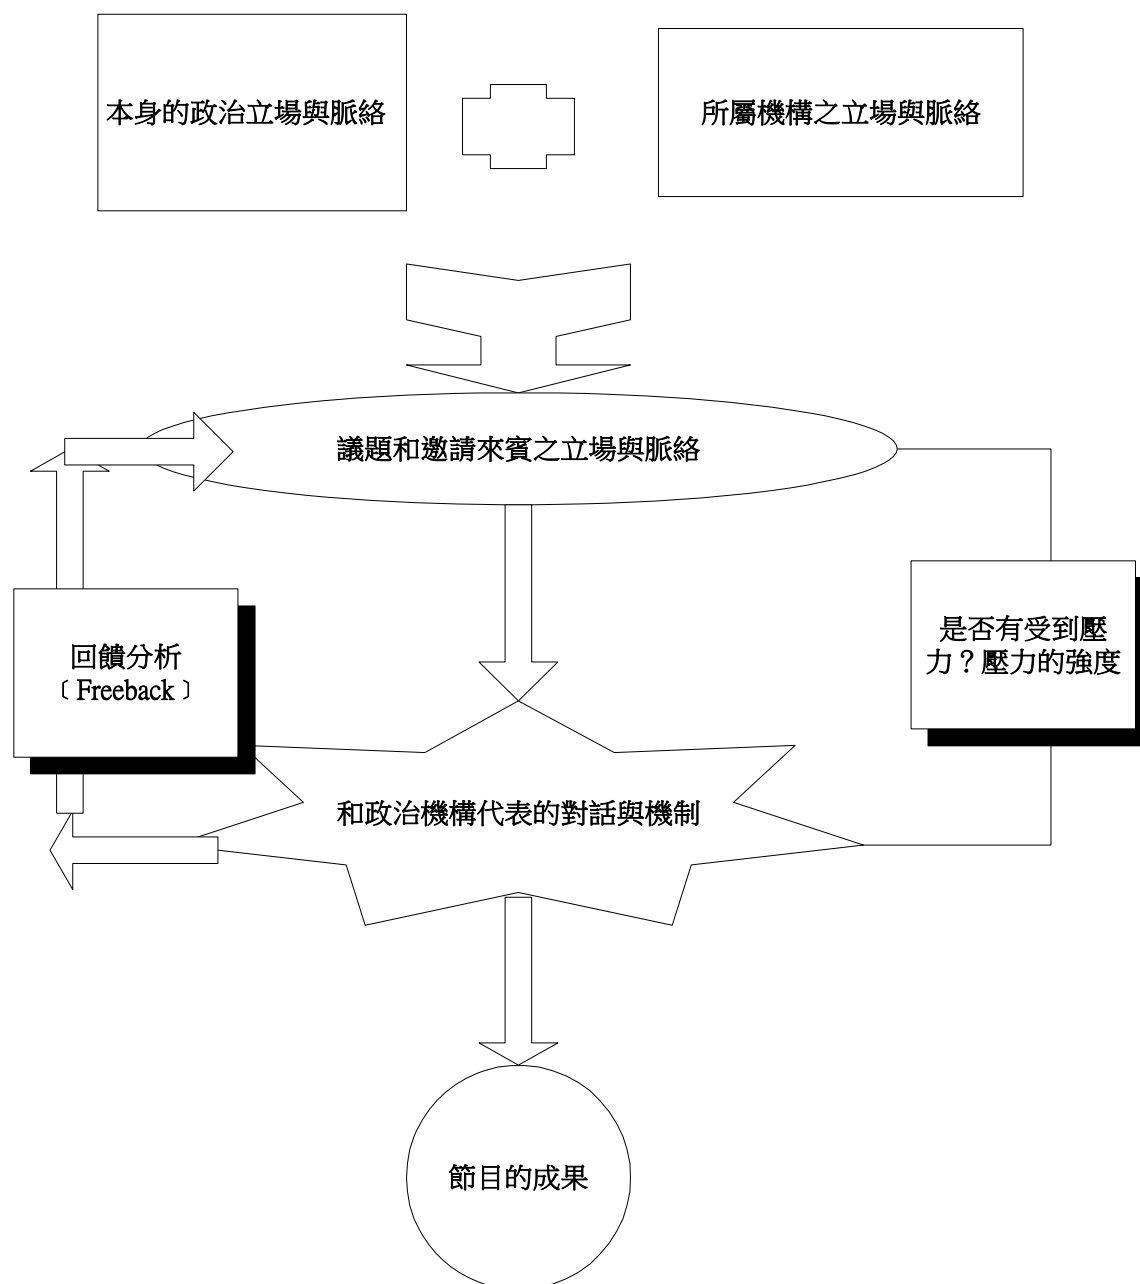 本身的政治立場與脈絡
所屬機構之立場與脈絡
議題和邀請來賓之立場與脈絡
是否有受到壓
力？壓力的強度
回饋分析
﹝Freeback﹞
和政治機構代表的對話與機制
節目的成果